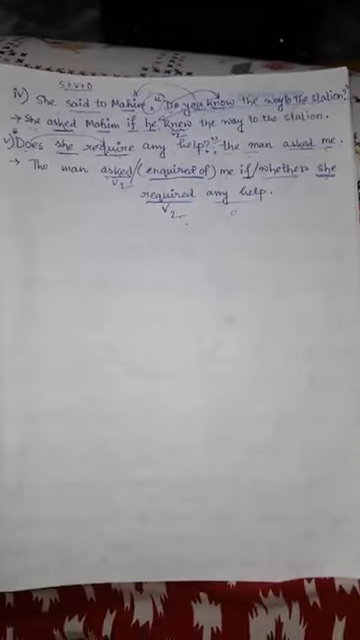 S+V+O
iv) She said to Mahim, "Do you know the way to the station?"
→ She asked Mahim if he knew the way to the station.
V2
v) "Does she require any help?", the man asked me.
→ The man asked/(enquired of) me if/whether she
V2
required any help.
V2